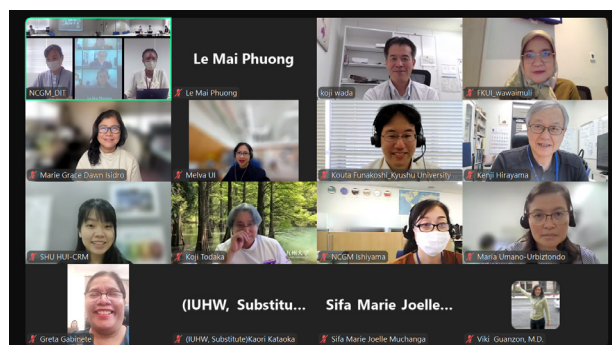 NCGM_DIT
Le Mai Phuong
Le Mai Phuong
koji wada
FKUI_wawaimuli
Marie Grace Dawn Isidro
Melva UI
Kouta Funakoshi_Kyushu University
Kenji Hirayama
SHU HUI-CRM
Koji Todaka
NCGM Ishiyama
Maria Umano-Urbiztondo
Greta Gabinete
(IUHW, Substitu...
(IUHW, Substitute)Kaori Kataoka
Sifa Marie Joelle...
Sifa Marie Joelle Muchanga
Viki Guanzon, M.D.